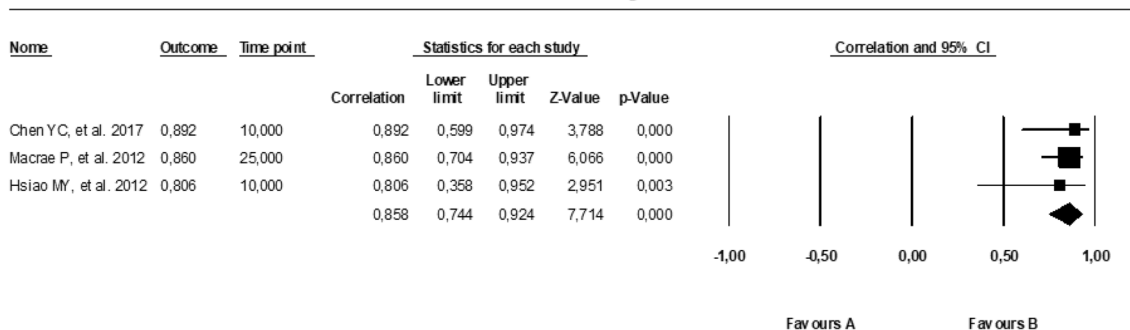 Nome Outcome Time point Statistics for each study Correlation and 95% CI
Correlation Lower limit Upper limit Z-Value p-Value
Chen YC, et al. 2017 0,892 10,000 0,892 0,599 0,974 3,788 0,000
Macrae P, et al. 2012 0,860 25,000 0,860 0,704 0,937 6,066 0,000
Hsiao MY, et al. 2012 0,806 10,000 0,806 0,358 0,952 2,951 0,003
0,858 0,744 0,924 7,714 0,000
-1,00 -0,50 0,00 0,50 1,00
Favours A Favours B